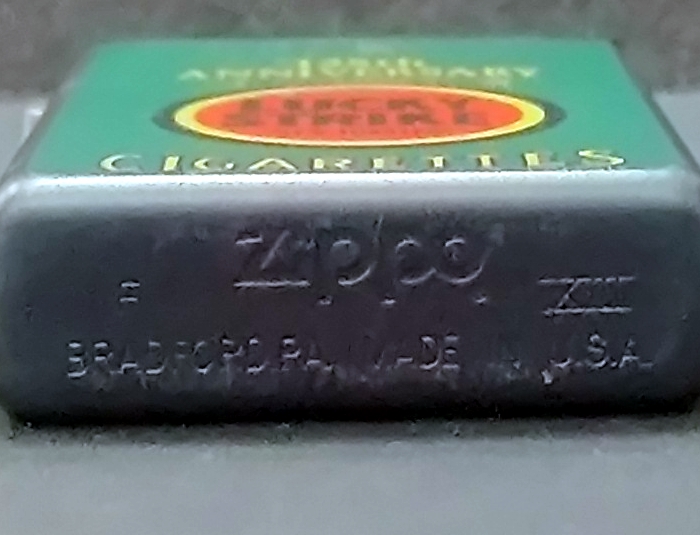 ANNIVERSARY
LUCKY
STRIKE
CIGARETTES
Zippo
F XIII
BRADFORD, PA. MADE IN U.S.A.